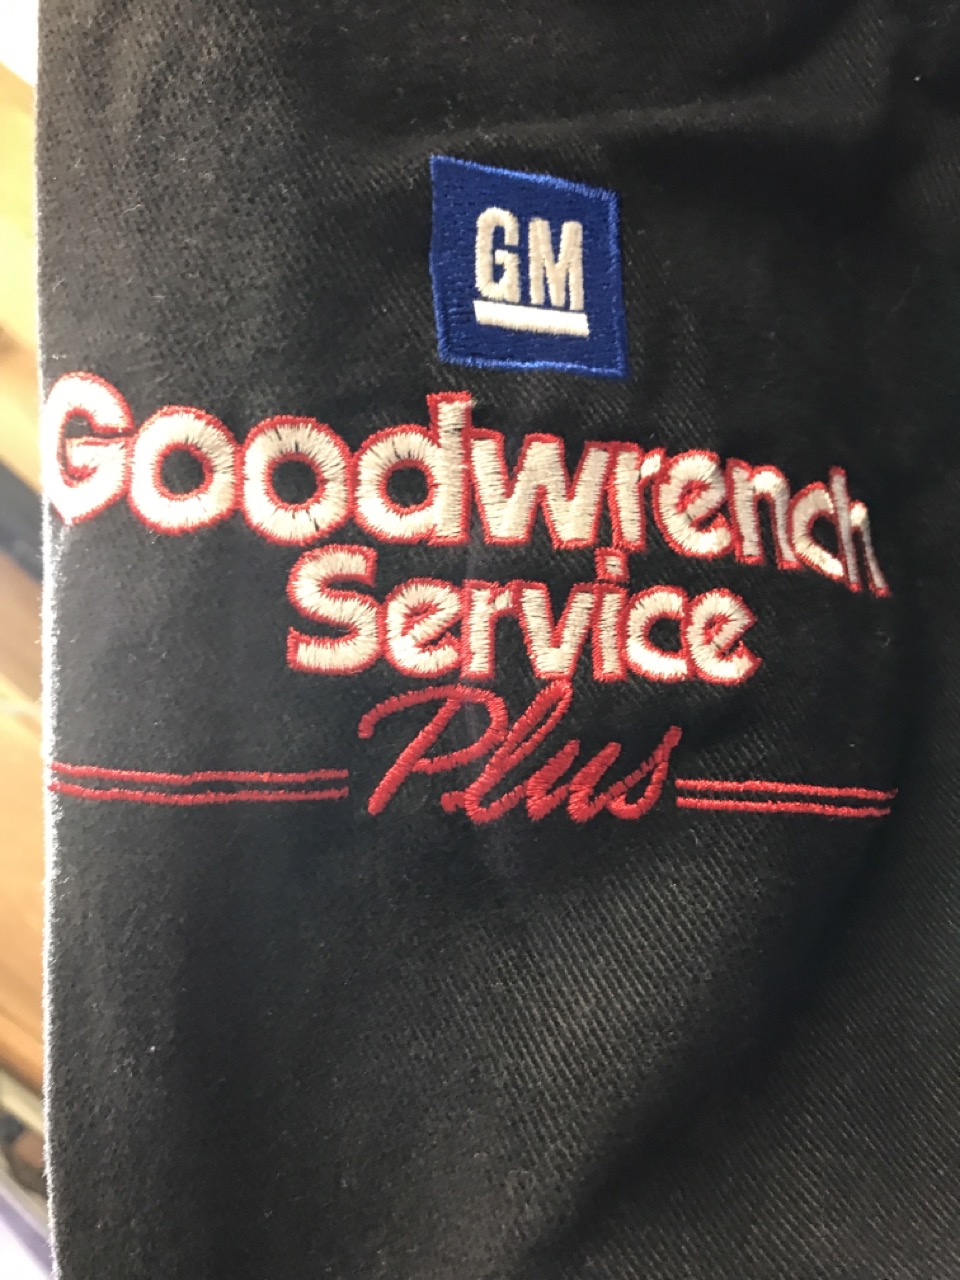 GM
Goodwrench
Service
Plus